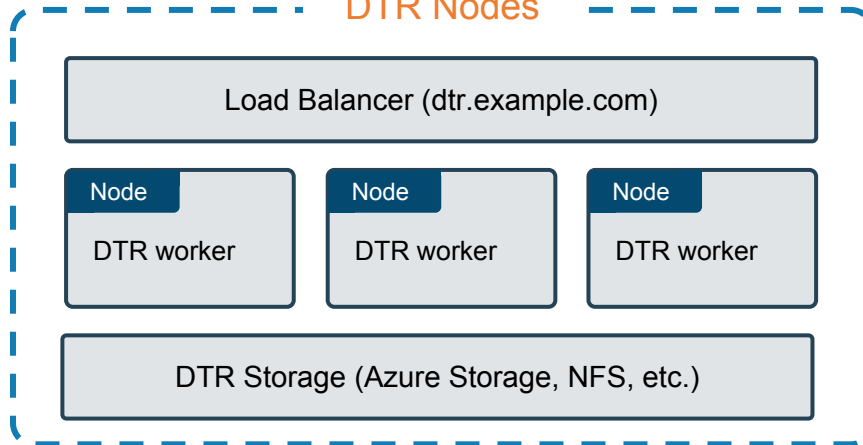 DTR Nodes
Load Balancer (dtr.example.com)
Node
DTR worker
Node
DTR worker
Node
DTR worker
DTR Storage (Azure Storage, NFS, etc.)